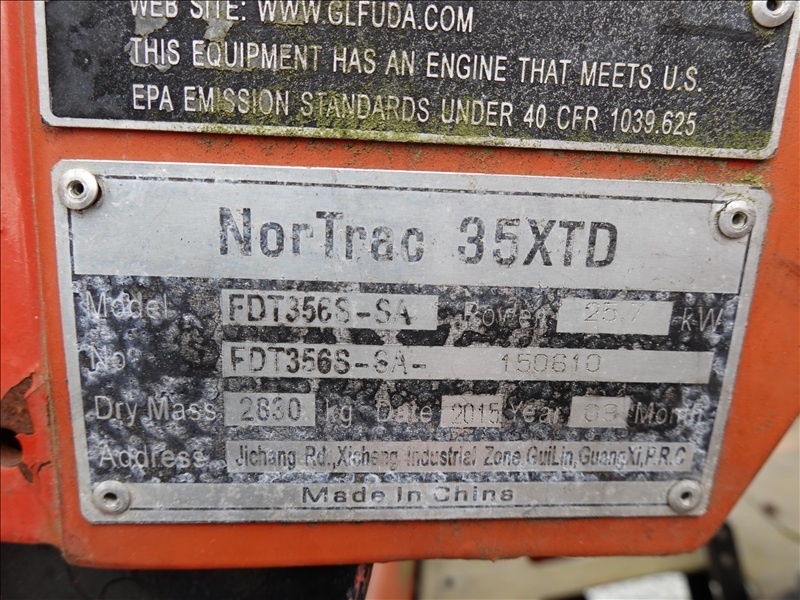 WEB SITE: WWW.GLFUDA.COM
THIS EQUIPMENT HAS AN ENGINE THAT MEETS U.S.
EPA EMISSION STANDARDS UNDER 40 CFR 1039.625
NorTrac 35XTD
Model FDT356S-SA Power 25.7 kW
No FDT356S-SA- 150610
Dry Mass 2830 kg Date 2015 Year 08 Month
Address Jichang Rd.,Xicheng Industrial Zone.GuiLin,GuangXi,P.R.C
Made In China